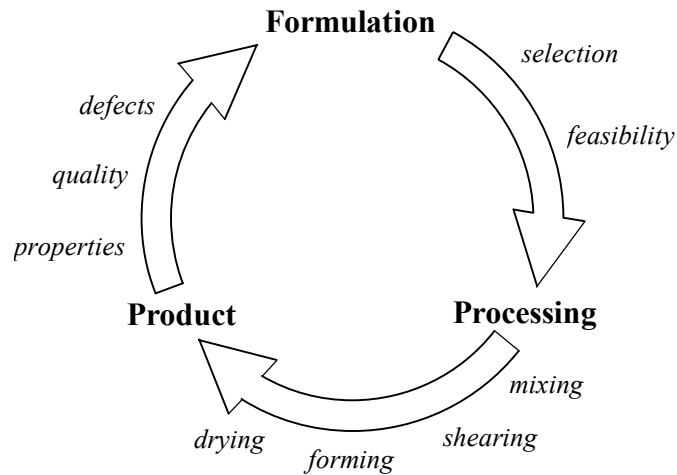 Formulation
selection
feasibility
Processing
mixing
shearing
forming
drying
Product
properties
quality
defects